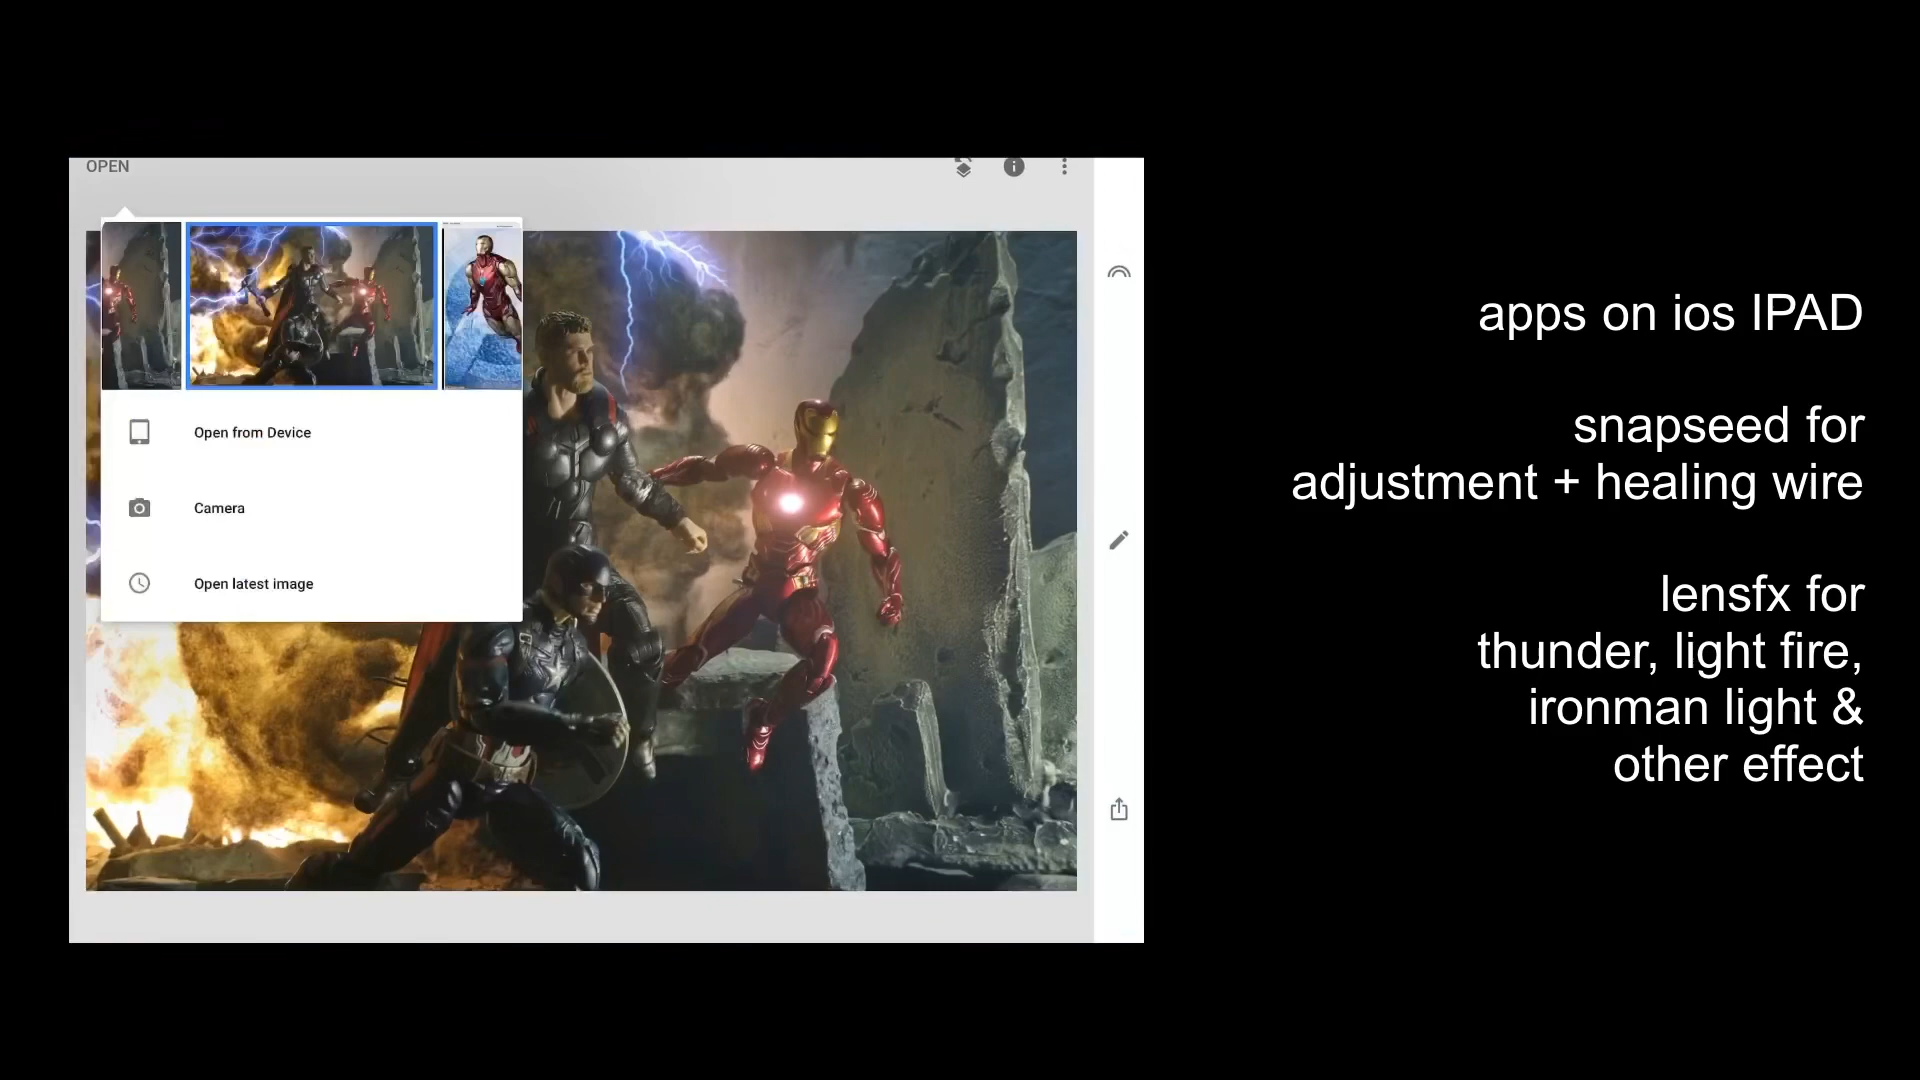 OPEN
Open from Device
Camera
Open latest image
apps on ios IPAD
snapseed for
adjustment + healing wire
lensfx for
thunder, light fire,
ironman light &
other effect